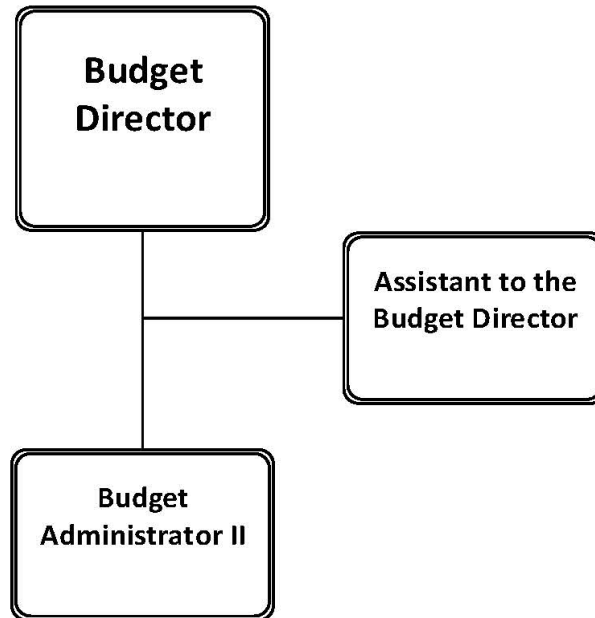 Budget
Director
Assistant to the
Budget Director
Budget
Administrator II